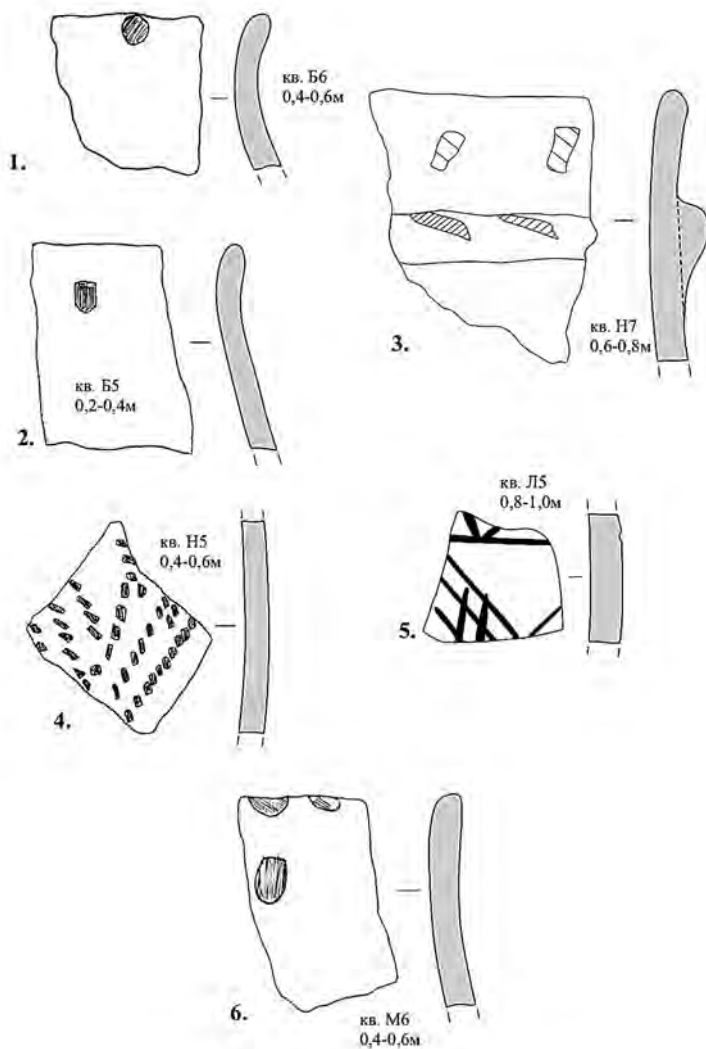 кв. Б6
0,4-0,6м
1.
кв. Б5
0,2-0,4м
2.
кв. Н7
0,6-0,8м
3.
кв. Н5
0,4-0,6м
4.
кв. Л5
0,8-1,0м
5.
6.
кв. М6
0,4-0,6м